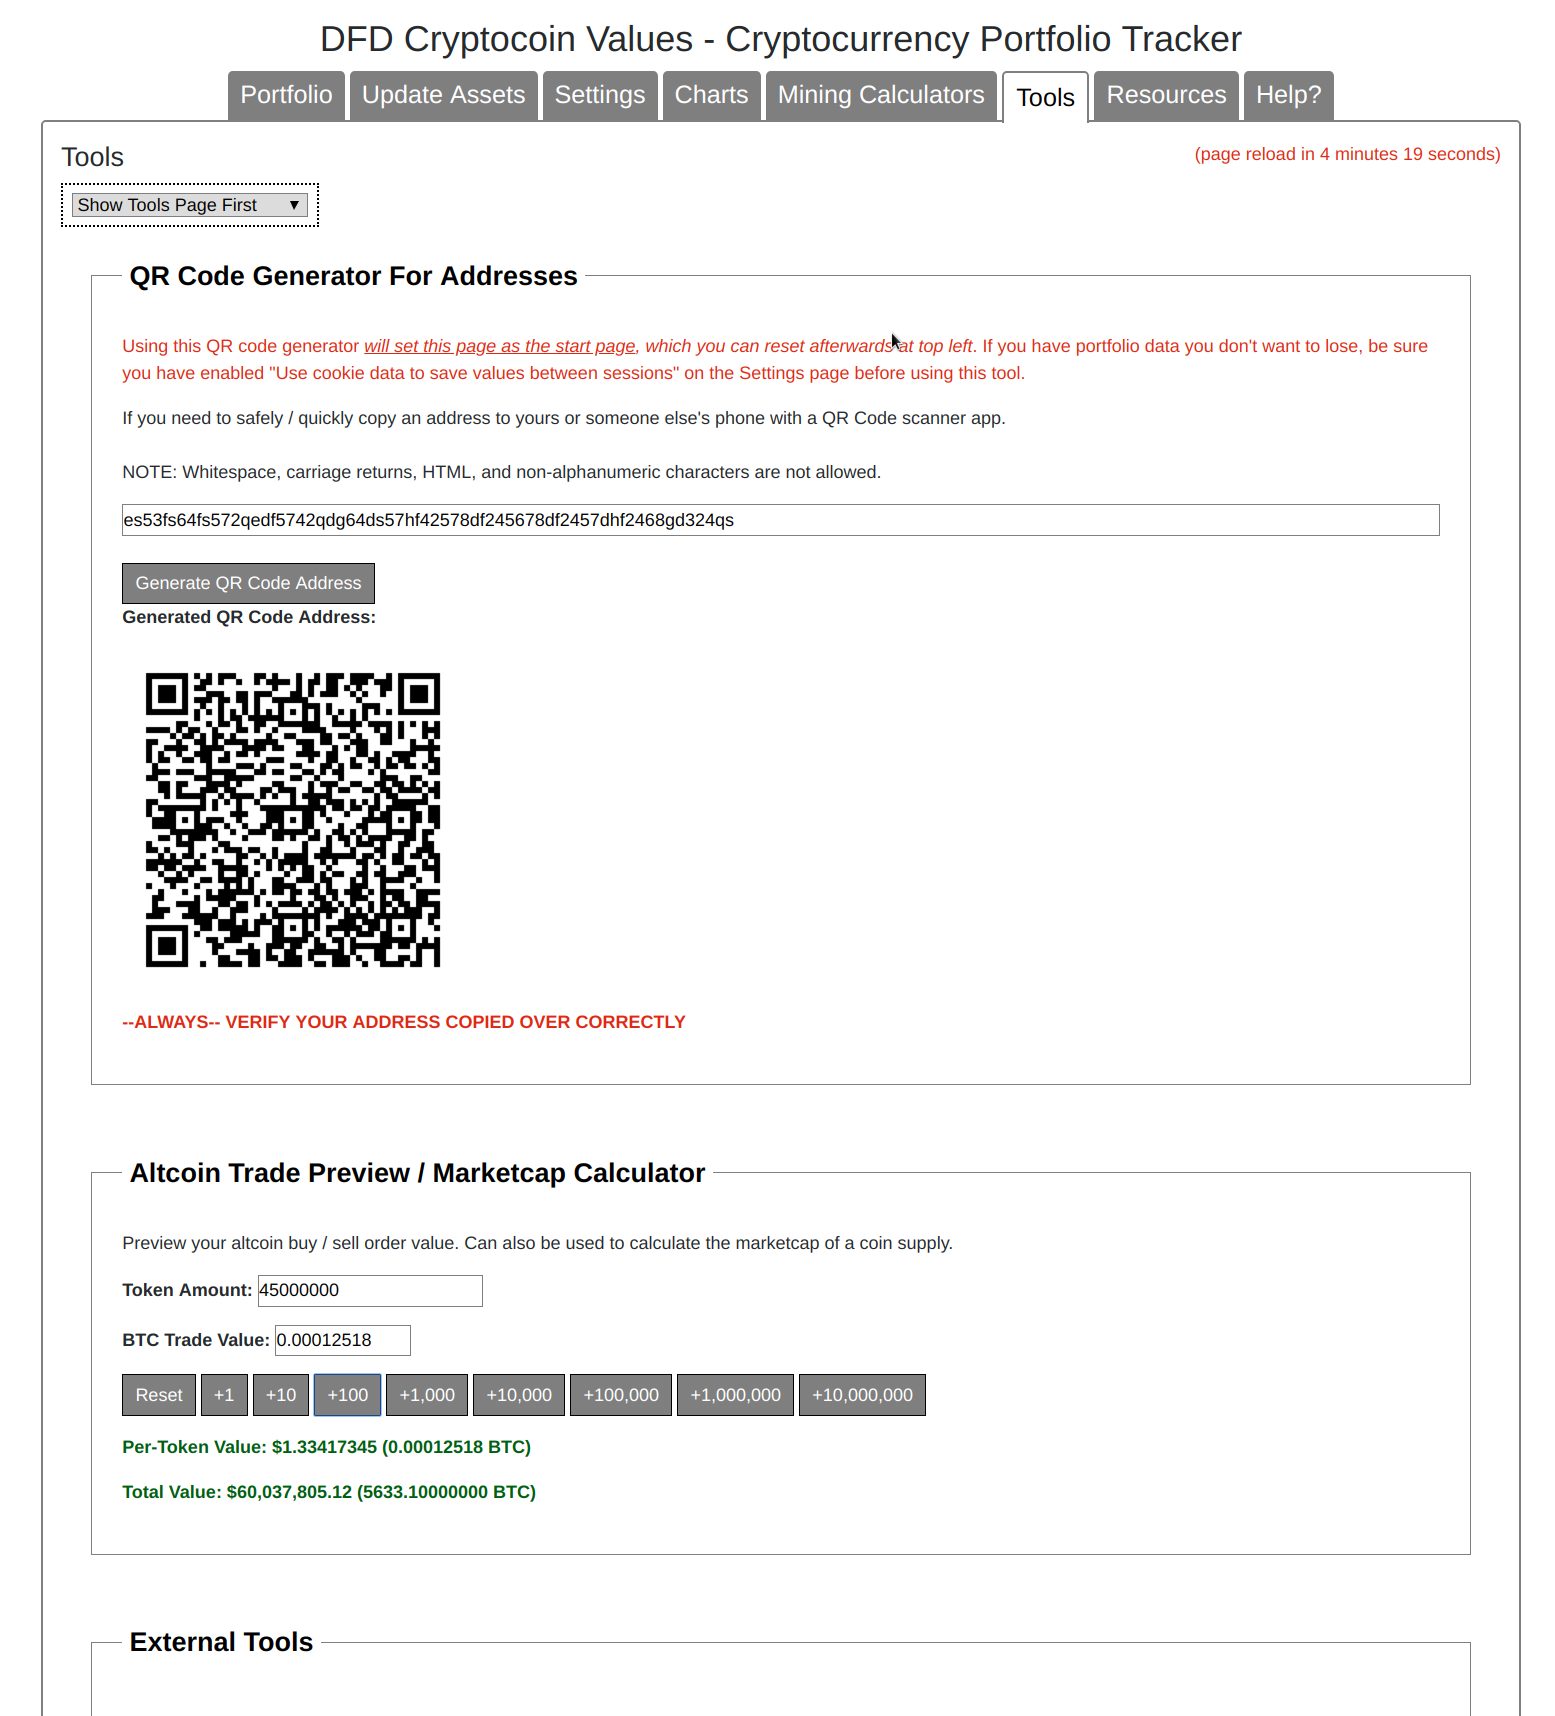 DFD Cryptocoin Values - Cryptocurrency Portfolio Tracker
Portfolio Update Assets Settings Charts Mining Calculators Tools Resources Help?
Tools
(page reload in 4 minutes 19 seconds)
Show Tools Page First
QR Code Generator For Addresses
Using this QR code generator will set this page as the start page, which you can reset afterwards at top left. If you have portfolio data you don't want to lose, be sure
you have enabled "Use cookie data to save values between sessions" on the Settings page before using this tool.
If you need to safely / quickly copy an address to yours or someone else's phone with a QR Code scanner app.
NOTE: Whitespace, carriage returns, HTML, and non-alphanumeric characters are not allowed.
es53fs64fs572qedf5742qdg64ds57hf42578df245678df2457dhf2468gd324qs
Generate QR Code Address
Generated QR Code Address:
--ALWAYS-- VERIFY YOUR ADDRESS COPIED OVER CORRECTLY
Altcoin Trade Preview / Marketcap Calculator
Preview your altcoin buy / sell order value. Can also be used to calculate the marketcap of a coin supply.
Token Amount: 45000000
BTC Trade Value: 0.00012518
Reset +1 +10 +100 +1,000 +10,000 +100,000 +1,000,000 +10,000,000
Per-Token Value: $1.33417345 (0.00012518 BTC)
Total Value: $60,037,805.12 (5633.10000000 BTC)
External Tools